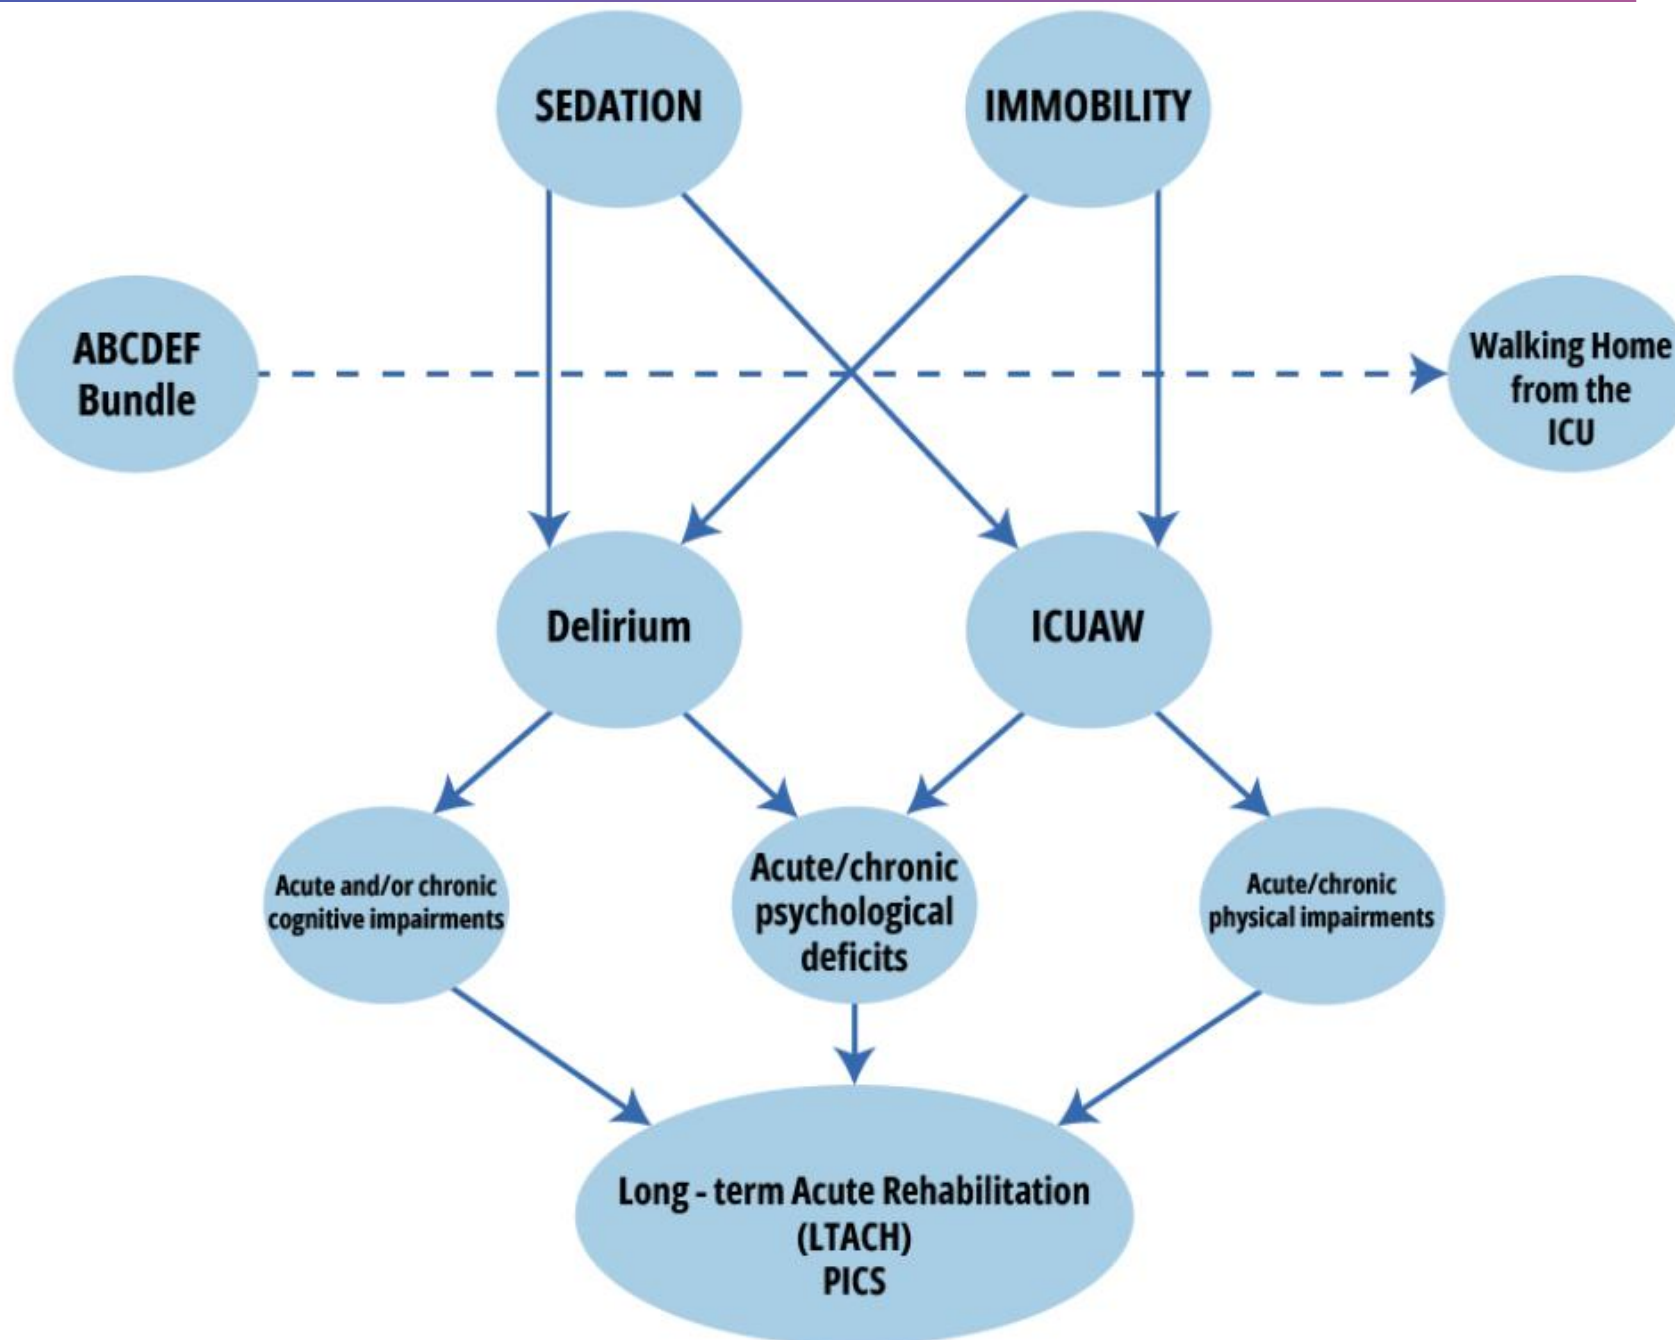 SEDATION
IMMOBILITY
ABCDEF
Bundle
Walking Home
from the
ICU
Delirium
ICUAW
Acute and/or chronic
cognitive impairments
Acute/chronic
psychological
deficits
Acute/chronic
physical impairments
Long - term Acute Rehabilitation
(LTACH)
PICS